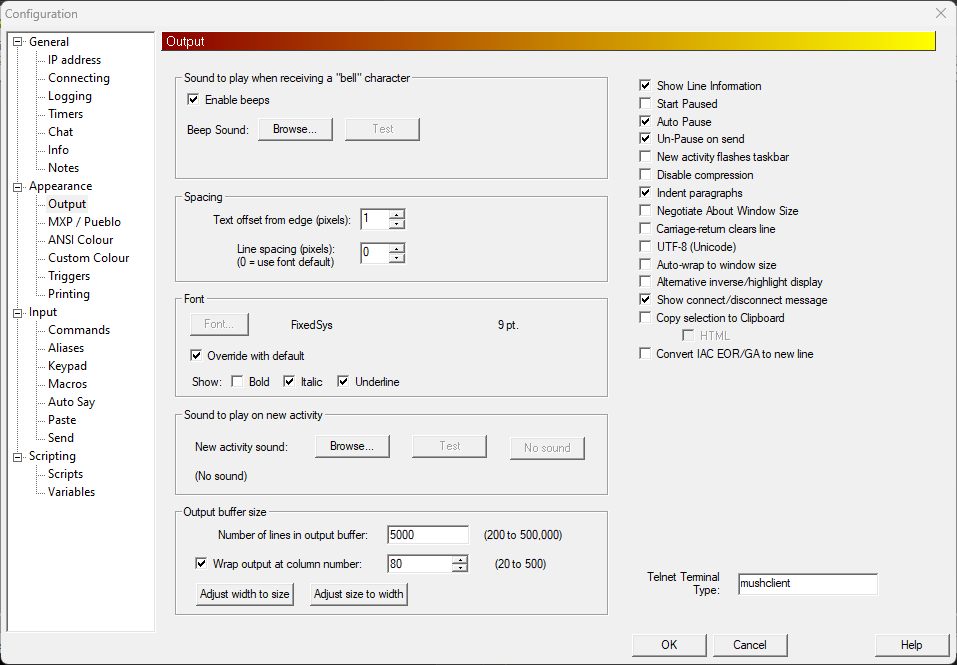 Configuration
General
IP address
Connecting
Logging
Timers
Chat
Info
Notes
Appearance
Output
MXP / Pueblo
ANSI Colour
Custom Colour
Triggers
Printing
Input
Commands
Aliases
Keypad
Macros
Auto Say
Paste
Send
Scripting
Scripts
Variables
Output
Sound to play when receiving a "bell" character
Enable beeps
Beep Sound: Browse... Test
Spacing
Text offset from edge (pixels): 1
Line spacing (pixels): 0
(0 = use font default)
Font
Font... FixedSys 9 pt.
Override with default
Show: Bold Italic Underline
Sound to play on new activity
New activity sound: Browse... Test No sound
(No sound)
Output buffer size
Number of lines in output buffer: 5000 (200 to 500,000)
Wrap output at column number: 80 (20 to 500)
Adjust width to size Adjust size to width
Show Line Information
Start Paused
Auto Pause
Un-Pause on send
New activity flashes taskbar
Disable compression
Indent paragraphs
Negotiate About Window Size
Carriage-return clears line
UTF-8 (Unicode)
Auto-wrap to window size
Alternative inverse/highlight display
Show connect/disconnect message
Copy selection to Clipboard
HTML
Convert IAC EOR/GA to new line
Telnet Terminal
Type: mushclient
OK Cancel Help